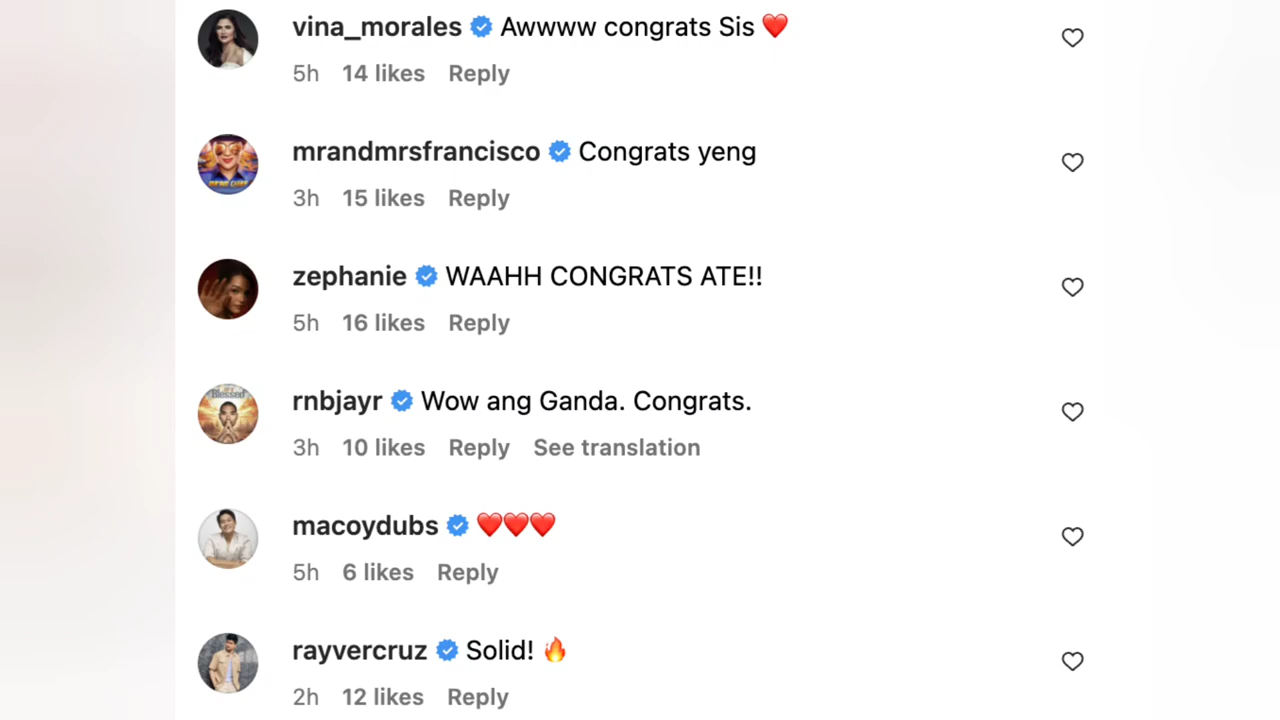 vina_morales Awwww congrats Sis ❤️
5h 14 likes Reply
mrandmrsfrancisco Congrats yeng
3h 15 likes Reply
zephanie WAAHH CONGRATS ATE!!
5h 16 likes Reply
Blessed
rnbjayr Wow ang Ganda. Congrats.
3h 10 likes Reply See translation
macoydubs ❤️❤️❤️
5h 6 likes Reply
rayvercruz Solid! 🔥
2h 12 likes Reply